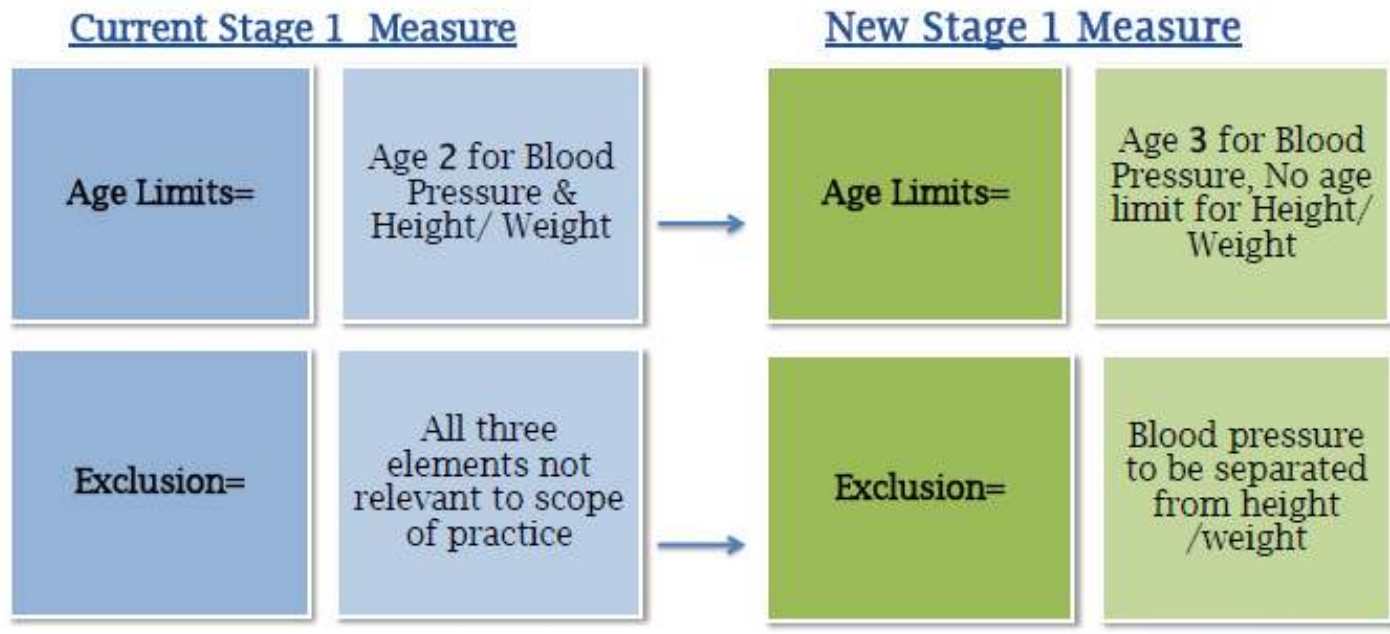 Current Stage 1 Measure
New Stage 1 Measure
Age Limits=
Age 2 for Blood
Pressure &
Height/ Weight
Age Limits=
Age 3 for Blood
Pressure, No age
limit for Height/
Weight
Exclusion=
All three
elements not
relevant to scope
of practice
Exclusion=
Blood pressure
to be separated
from height
/weight